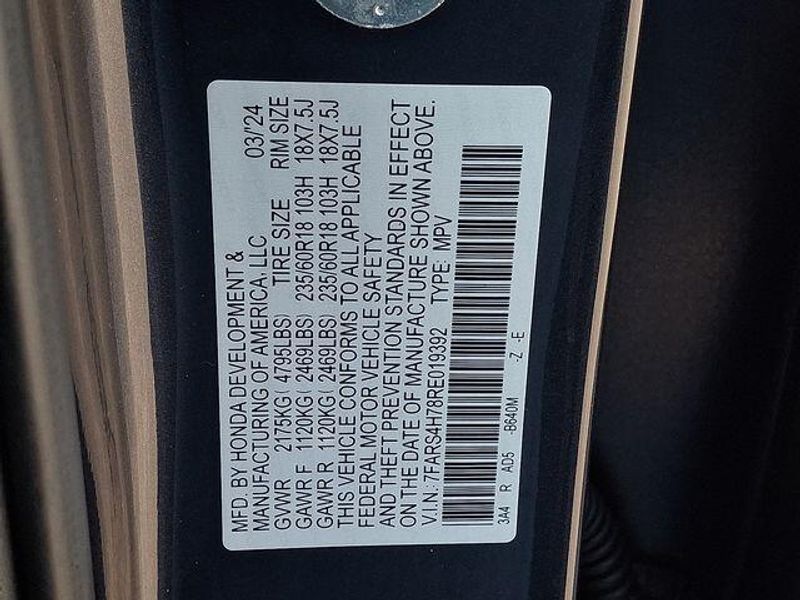 MFD. BY HONDA DEVELOPMENT &
MANUFACTURING OF AMERICA, LLC 03/'24
GVWR 2175KG( 4795LBS) TIRE SIZE RIM SIZE
GAWR F 1120KG( 2469LBS) 235/60R18 103H 18X7.5J
GAWR R 1120KG( 2469LBS) 235/60R18 103H 18X7.5J
THIS VEHICLE CONFORMS TO ALL APPLICABLE
FEDERAL MOTOR VEHICLE SAFETY
AND THEFT PREVENTION STANDARDS IN EFFECT
ON THE DATE OF MANUFACTURE SHOWN ABOVE.
V.I.N.: 7FARS4H78RE019392 TYPE: MPV
3A4 R AD5 -B640M -Z -E